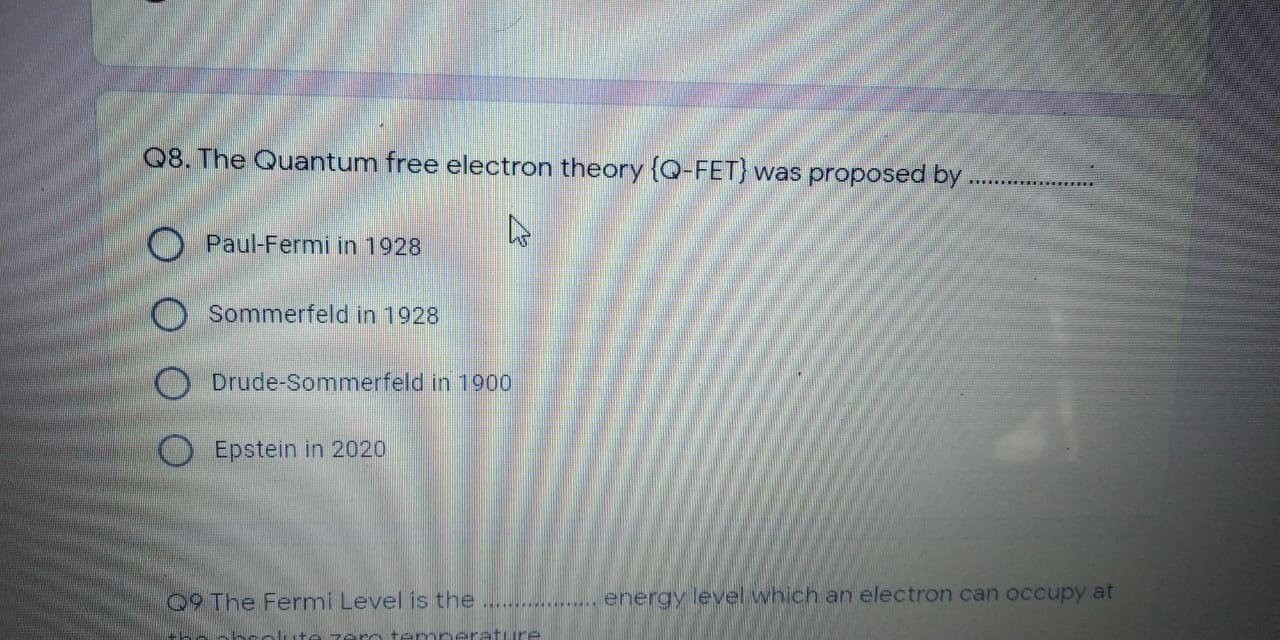 Q8. The Quantum free electron theory {Q-FET} was proposed by ....................
Paul-Fermi in 1928
Sommerfeld in 1928
Drude-Sommerfeld in 1900
Epstein in 2020
Q9 The Fermi Level is the .................. energy level which an electron can occupy at
the absolute zero temperature